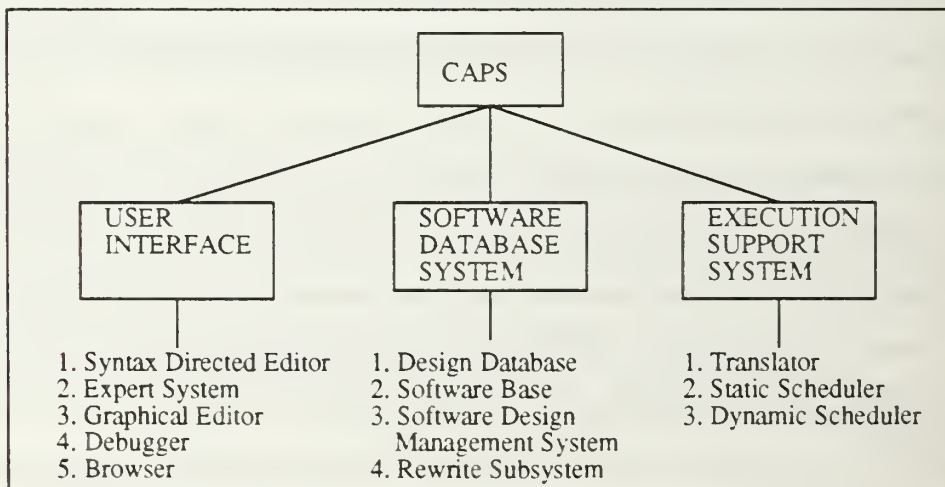 CAPS
USER
INTERFACE
SOFTWARE
DATABASE
SYSTEM
EXECUTION
SUPPORT
SYSTEM
1. Syntax Directed Editor
2. Expert System
3. Graphical Editor
4. Debugger
5. Browser
1. Design Database
2. Software Base
3. Software Design
Management System
4. Rewrite Subsystem
1. Translator
2. Static Scheduler
3. Dynamic Scheduler